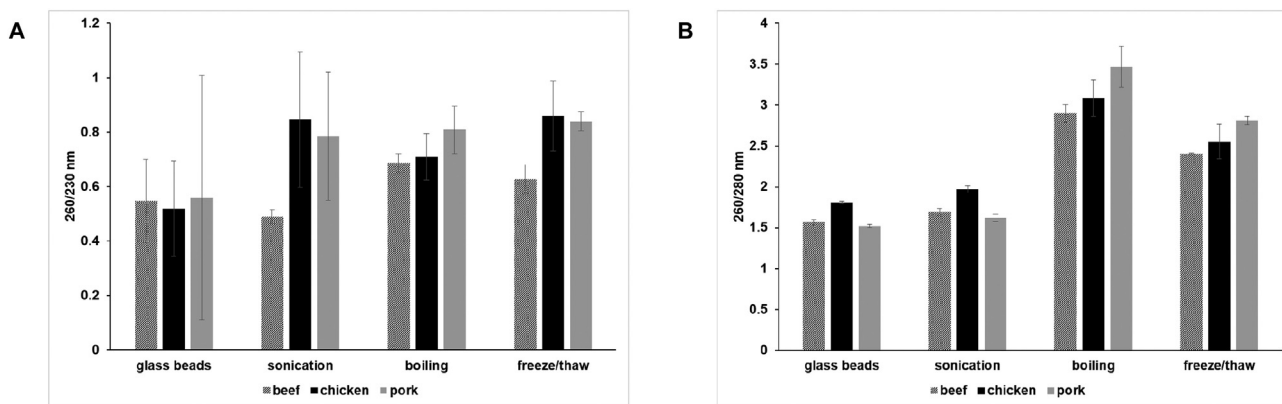 A
260/230 nm
1.2
1
0.8
0.6
0.4
0.2
0
glass beads sonication boiling freeze/thaw
beef chicken pork
B
260/280 nm
4
3.5
3
2.5
2
1.5
1
0.5
0
glass beads sonication boiling freeze/thaw
beef chicken pork